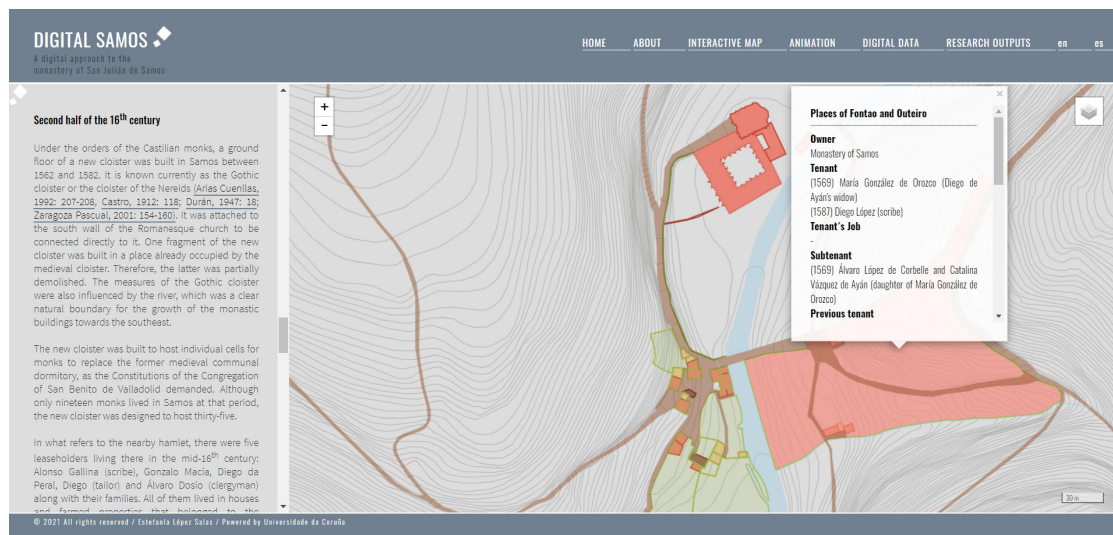 DIGITAL SAMOS
A digital approach to the
monastery of San Julián de Samos
HOME ABOUT INTERACTIVE MAP ANIMATION DIGITAL DATA RESEARCH OUTPUTS en es
Second half of the 16th century
Under the orders of the Castilian monks, a ground
floor of a new cloister was built in Samos between
1562 and 1582. It is known currently as the Gothic
cloister or the cloister of the Nereids (Arias Cuenllas,
1992: 207-208, Castro, 1912: 118; Durán, 1947: 18;
Zaragoza Pascual, 2001: 154-160). It was attached to
the south wall of the Romanesque church to be
connected directly to it. One fragment of the new
cloister was built in a place already occupied by the
medieval cloister. Therefore, the latter was partially
demolished. The measures of the Gothic cloister
were also influenced by the river, which was a clear
natural boundary for the growth of the monastic
buildings towards the southeast.
The new cloister was built to host individual cells for
monks to replace the former medieval communal
dormitory, as the Constitutions of the Congregation
of San Benito de Valladolid demanded. Although
only nineteen monks lived in Samos at that period,
the new cloister was designed to host thirty-five.
In what refers to the nearby hamlet, there were five
leaseholders living there in the mid-16th century:
Alonso Gallina (scribe), Gonzalo Macía, Diego da
Peral, Diego (tailor) and Álvaro Dosío (clergyman)
along with their families. All of them lived in houses
and farmed properties that belonged to the
+
−
×
Places of Fontao and Outeiro
Owner
Monastery of Samos
Tenant
(1569) María González de Orozco (Diego de
Ayán's widow)
(1587) Diego López (scribe)
Tenant´s Job
-
Subtenant
(1569) Álvaro López de Corbelle and Catalina
Vázquez de Ayán (daughter of María González de
Orozco)
Previous tenant
30 m
© 2021 All rights reserved / Estefanía López Salas / Powered by Universidade da Coruña